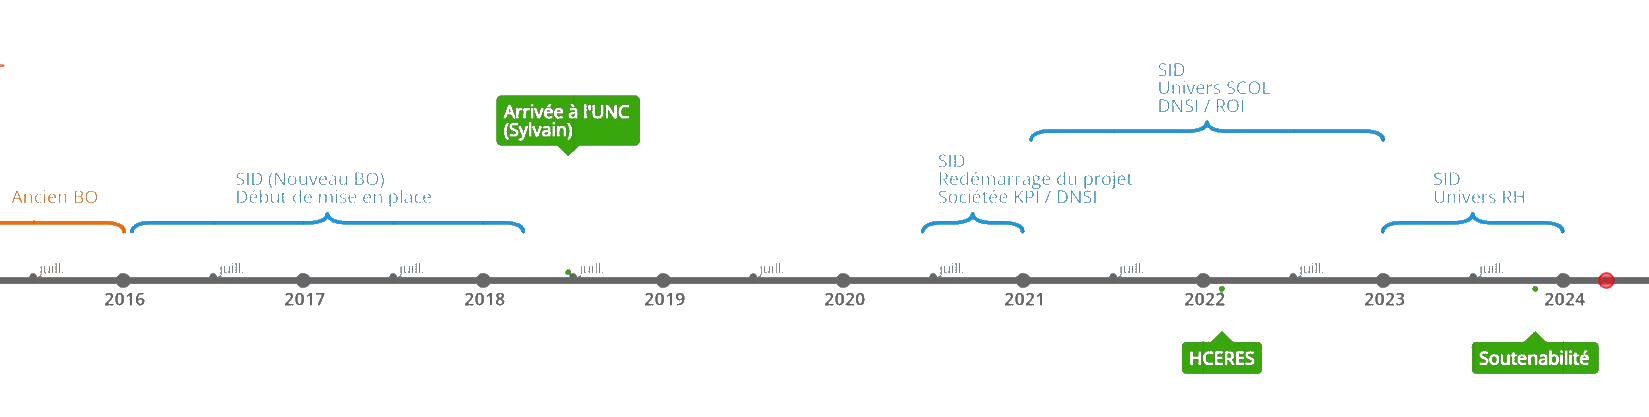 SID
Univers SCOL
DNSI / ROI
Arrivée à l'UNC
(Sylvain)
SID
Redémarrage du projet
Sociétée KPI / DNSI
Ancien BO
SID (Nouveau BO)
Début de mise en place
SID
Univers RH
juill.
juill.
juill.
juill.
juill.
juill.
juill.
juill.
juill.
2016
2017
2018
2019
2020
2021
2022
2023
2024
HCERES
Soutenabilité